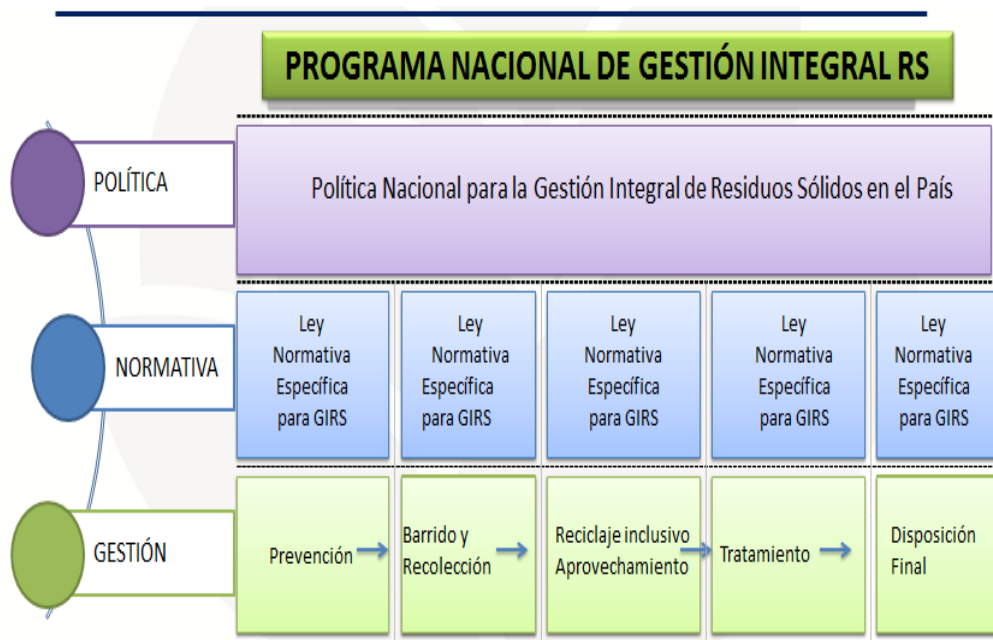 PROGRAMA NACIONAL DE GESTIÓN INTEGRAL RS
POLÍTICA
Política Nacional para la Gestión Integral de Residuos Sólidos en el País
NORMATIVA
Ley
Normativa
Específica
para GIRS
Ley
Normativa
Específica
para GIRS
Ley
Normativa
Específica
para GIRS
Ley
Normativa
Específica
para GIRS
Ley
Normativa
Específica
para GIRS
GESTIÓN
Prevención
Barrido y
Recolección
Reciclaje inclusivo
Aprovechamiento
Tratamiento
Disposición
Final